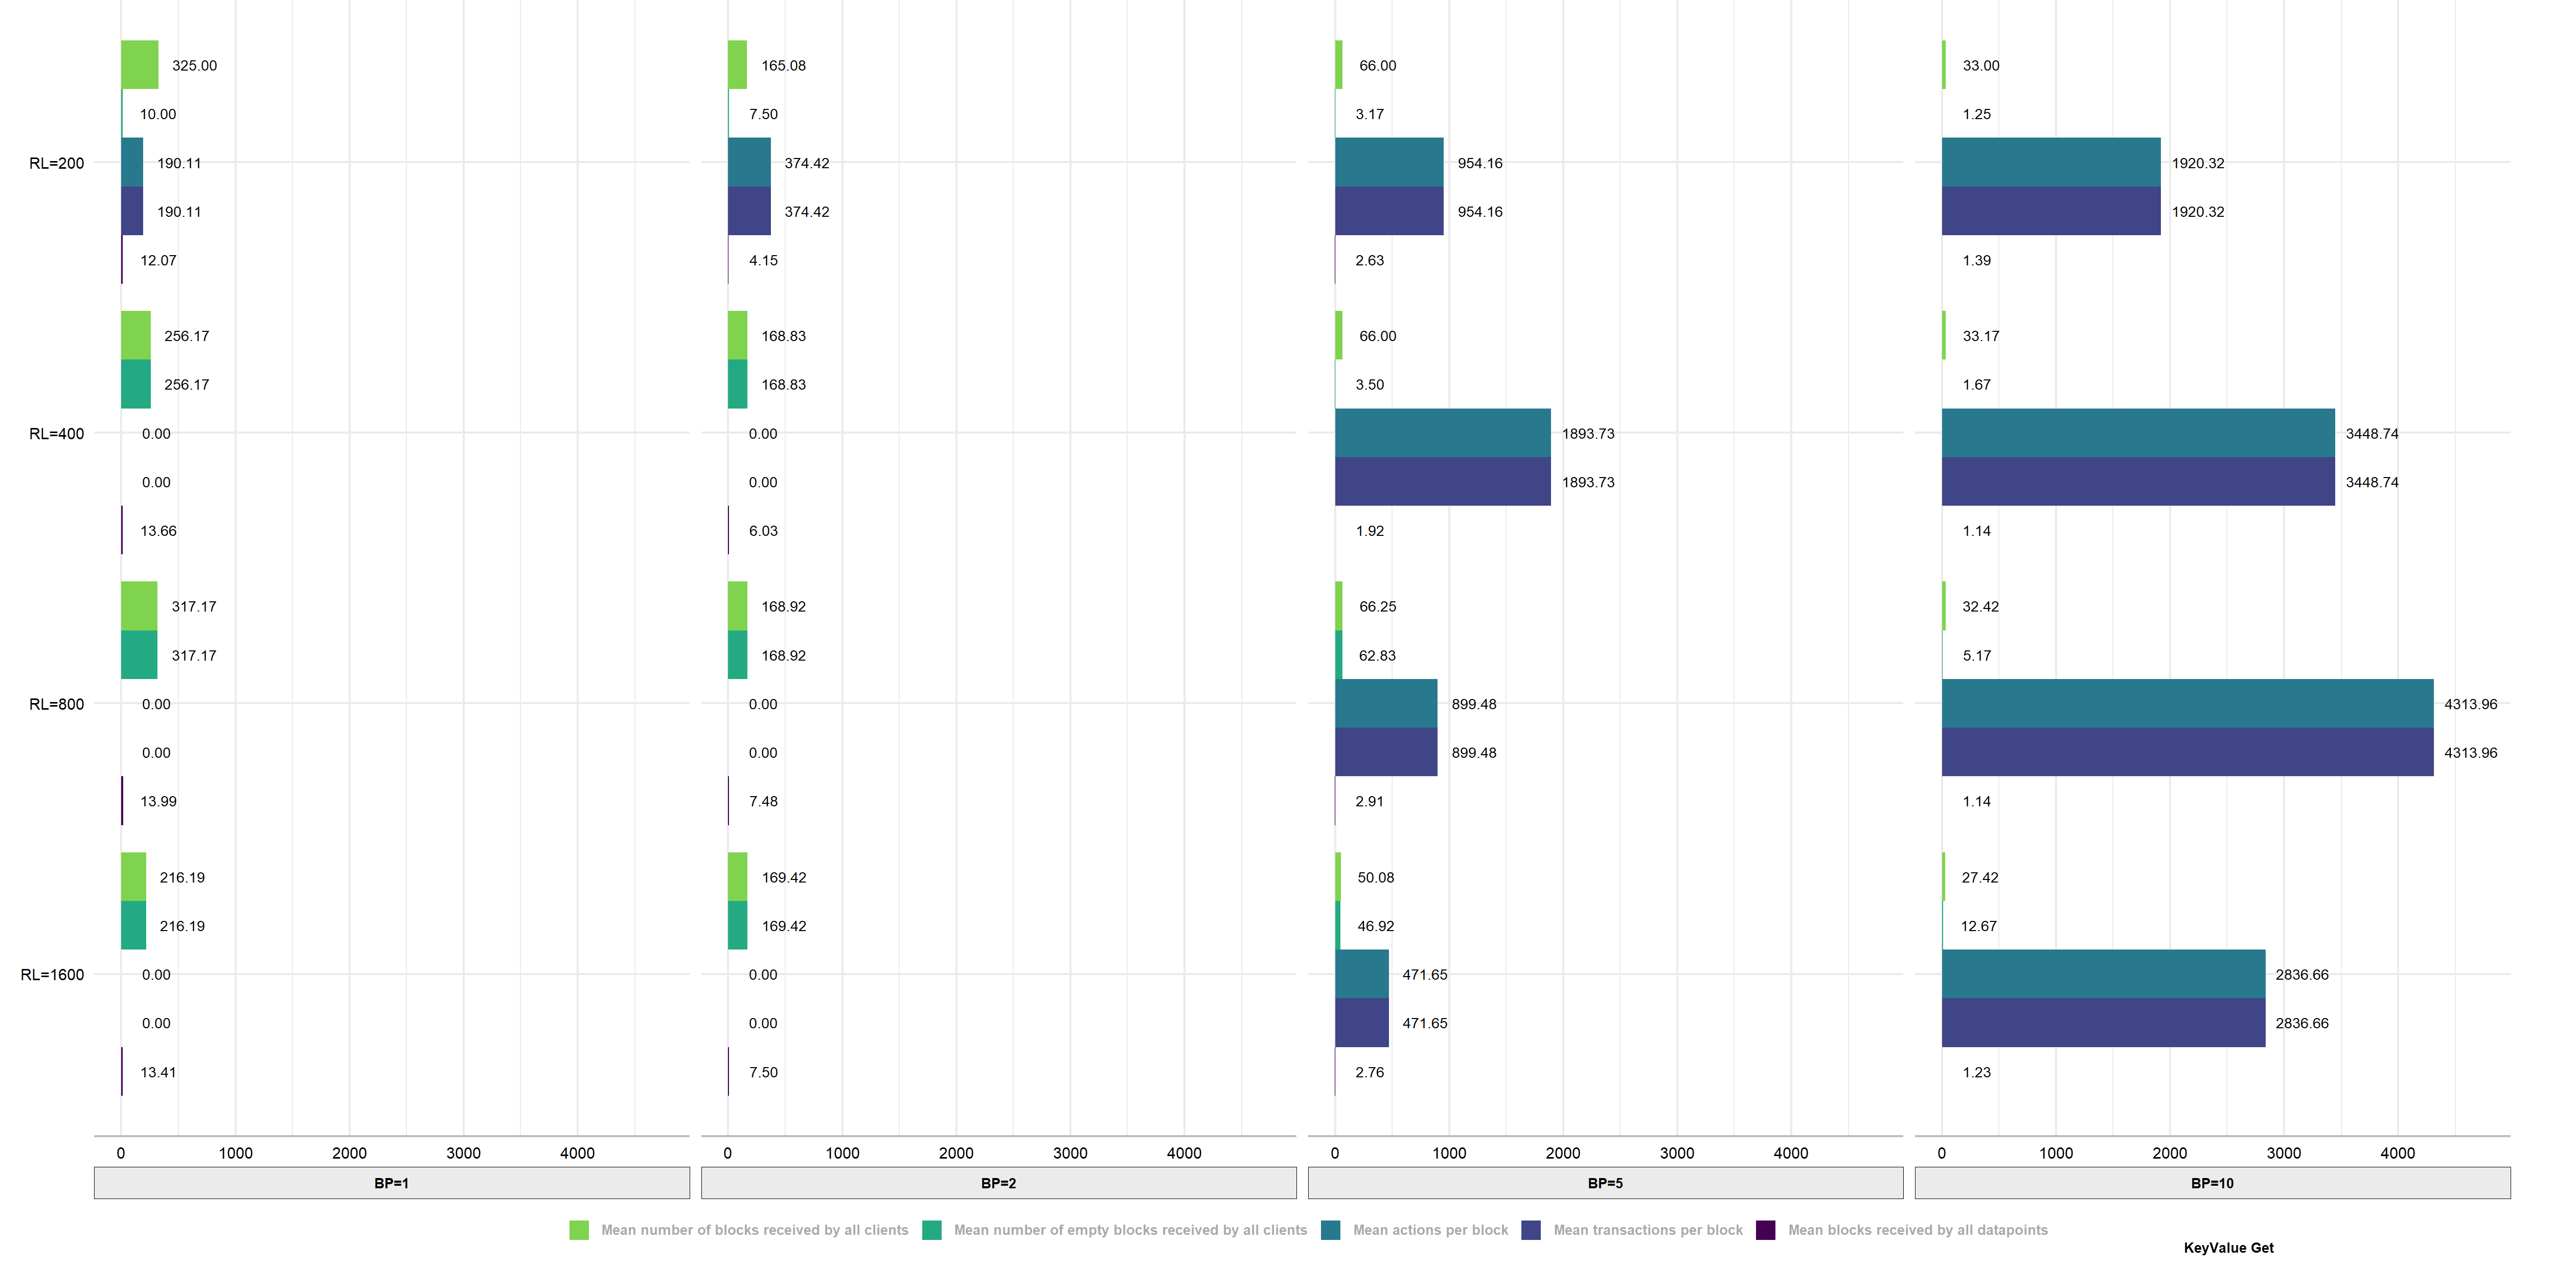 325.00 165.08 66.00 33.00
10.00 7.50 3.17 1.25
RL=200 190.11 374.42 954.16 1920.32
190.11 374.42 954.16 1920.32
12.07 4.15 2.63 1.39
256.17 168.83 66.00 33.17
256.17 168.83 3.50 1.67
RL=400 0.00 0.00 1893.73 3448.74
0.00 0.00 1893.73 3448.74
13.66 6.03 1.92 1.14
317.17 168.92 66.25 32.42
317.17 168.92 62.83 5.17
RL=800 0.00 0.00 899.48 4313.96
0.00 0.00 899.48 4313.96
13.99 7.48 2.91 1.14
216.19 169.42 50.08 27.42
216.19 169.42 46.92 12.67
RL=1600 0.00 0.00 471.65 2836.66
0.00 0.00 471.65 2836.66
13.41 7.50 2.76 1.23
0 1000 2000 3000 4000 0 1000 2000 3000 4000 0 1000 2000 3000 4000 0 1000 2000 3000 4000
BP=1 BP=2 BP=5 BP=10
Mean number of blocks received by all clients Mean number of empty blocks received by all clients Mean actions per block Mean transactions per block Mean blocks received by all datapoints
KeyValue Get